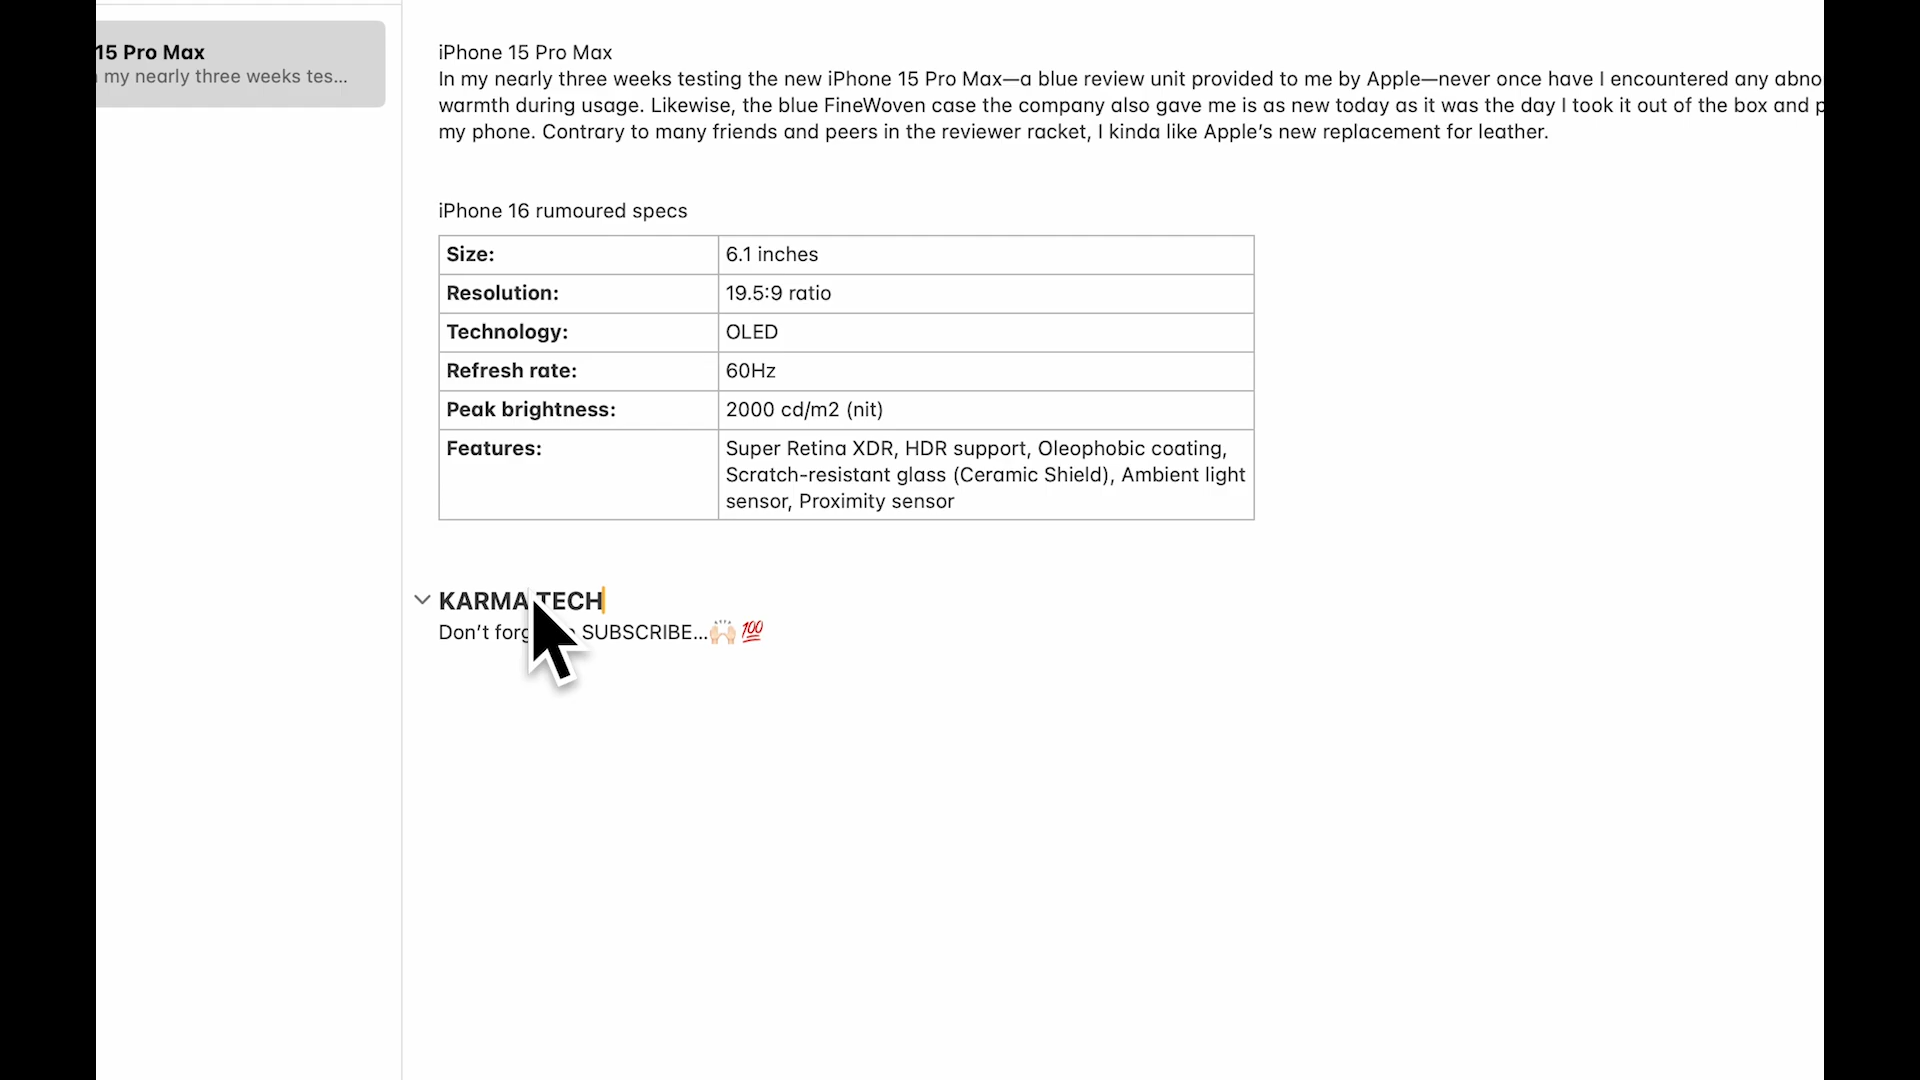 15 Pro Max
my nearly three weeks tes...
iPhone 15 Pro Max
In my nearly three weeks testing the new iPhone 15 Pro Max—a blue review unit provided to me by Apple—never once have I encountered any abno
warmth during usage. Likewise, the blue FineWoven case the company also gave me is as new today as it was the day I took it out of the box and p
my phone. Contrary to many friends and peers in the reviewer racket, I kinda like Apple’s new replacement for leather.
iPhone 16 rumoured specs
Size: 6.1 inches
Resolution: 19.5:9 ratio
Technology: OLED
Refresh rate: 60Hz
Peak brightness: 2000 cd/m2 (nit)
Features: Super Retina XDR, HDR support, Oleophobic coating,
Scratch-resistant glass (Ceramic Shield), Ambient light
sensor, Proximity sensor
KARMA TECH
Don’t forg SUBSCRIBE...🙌🏻 💯